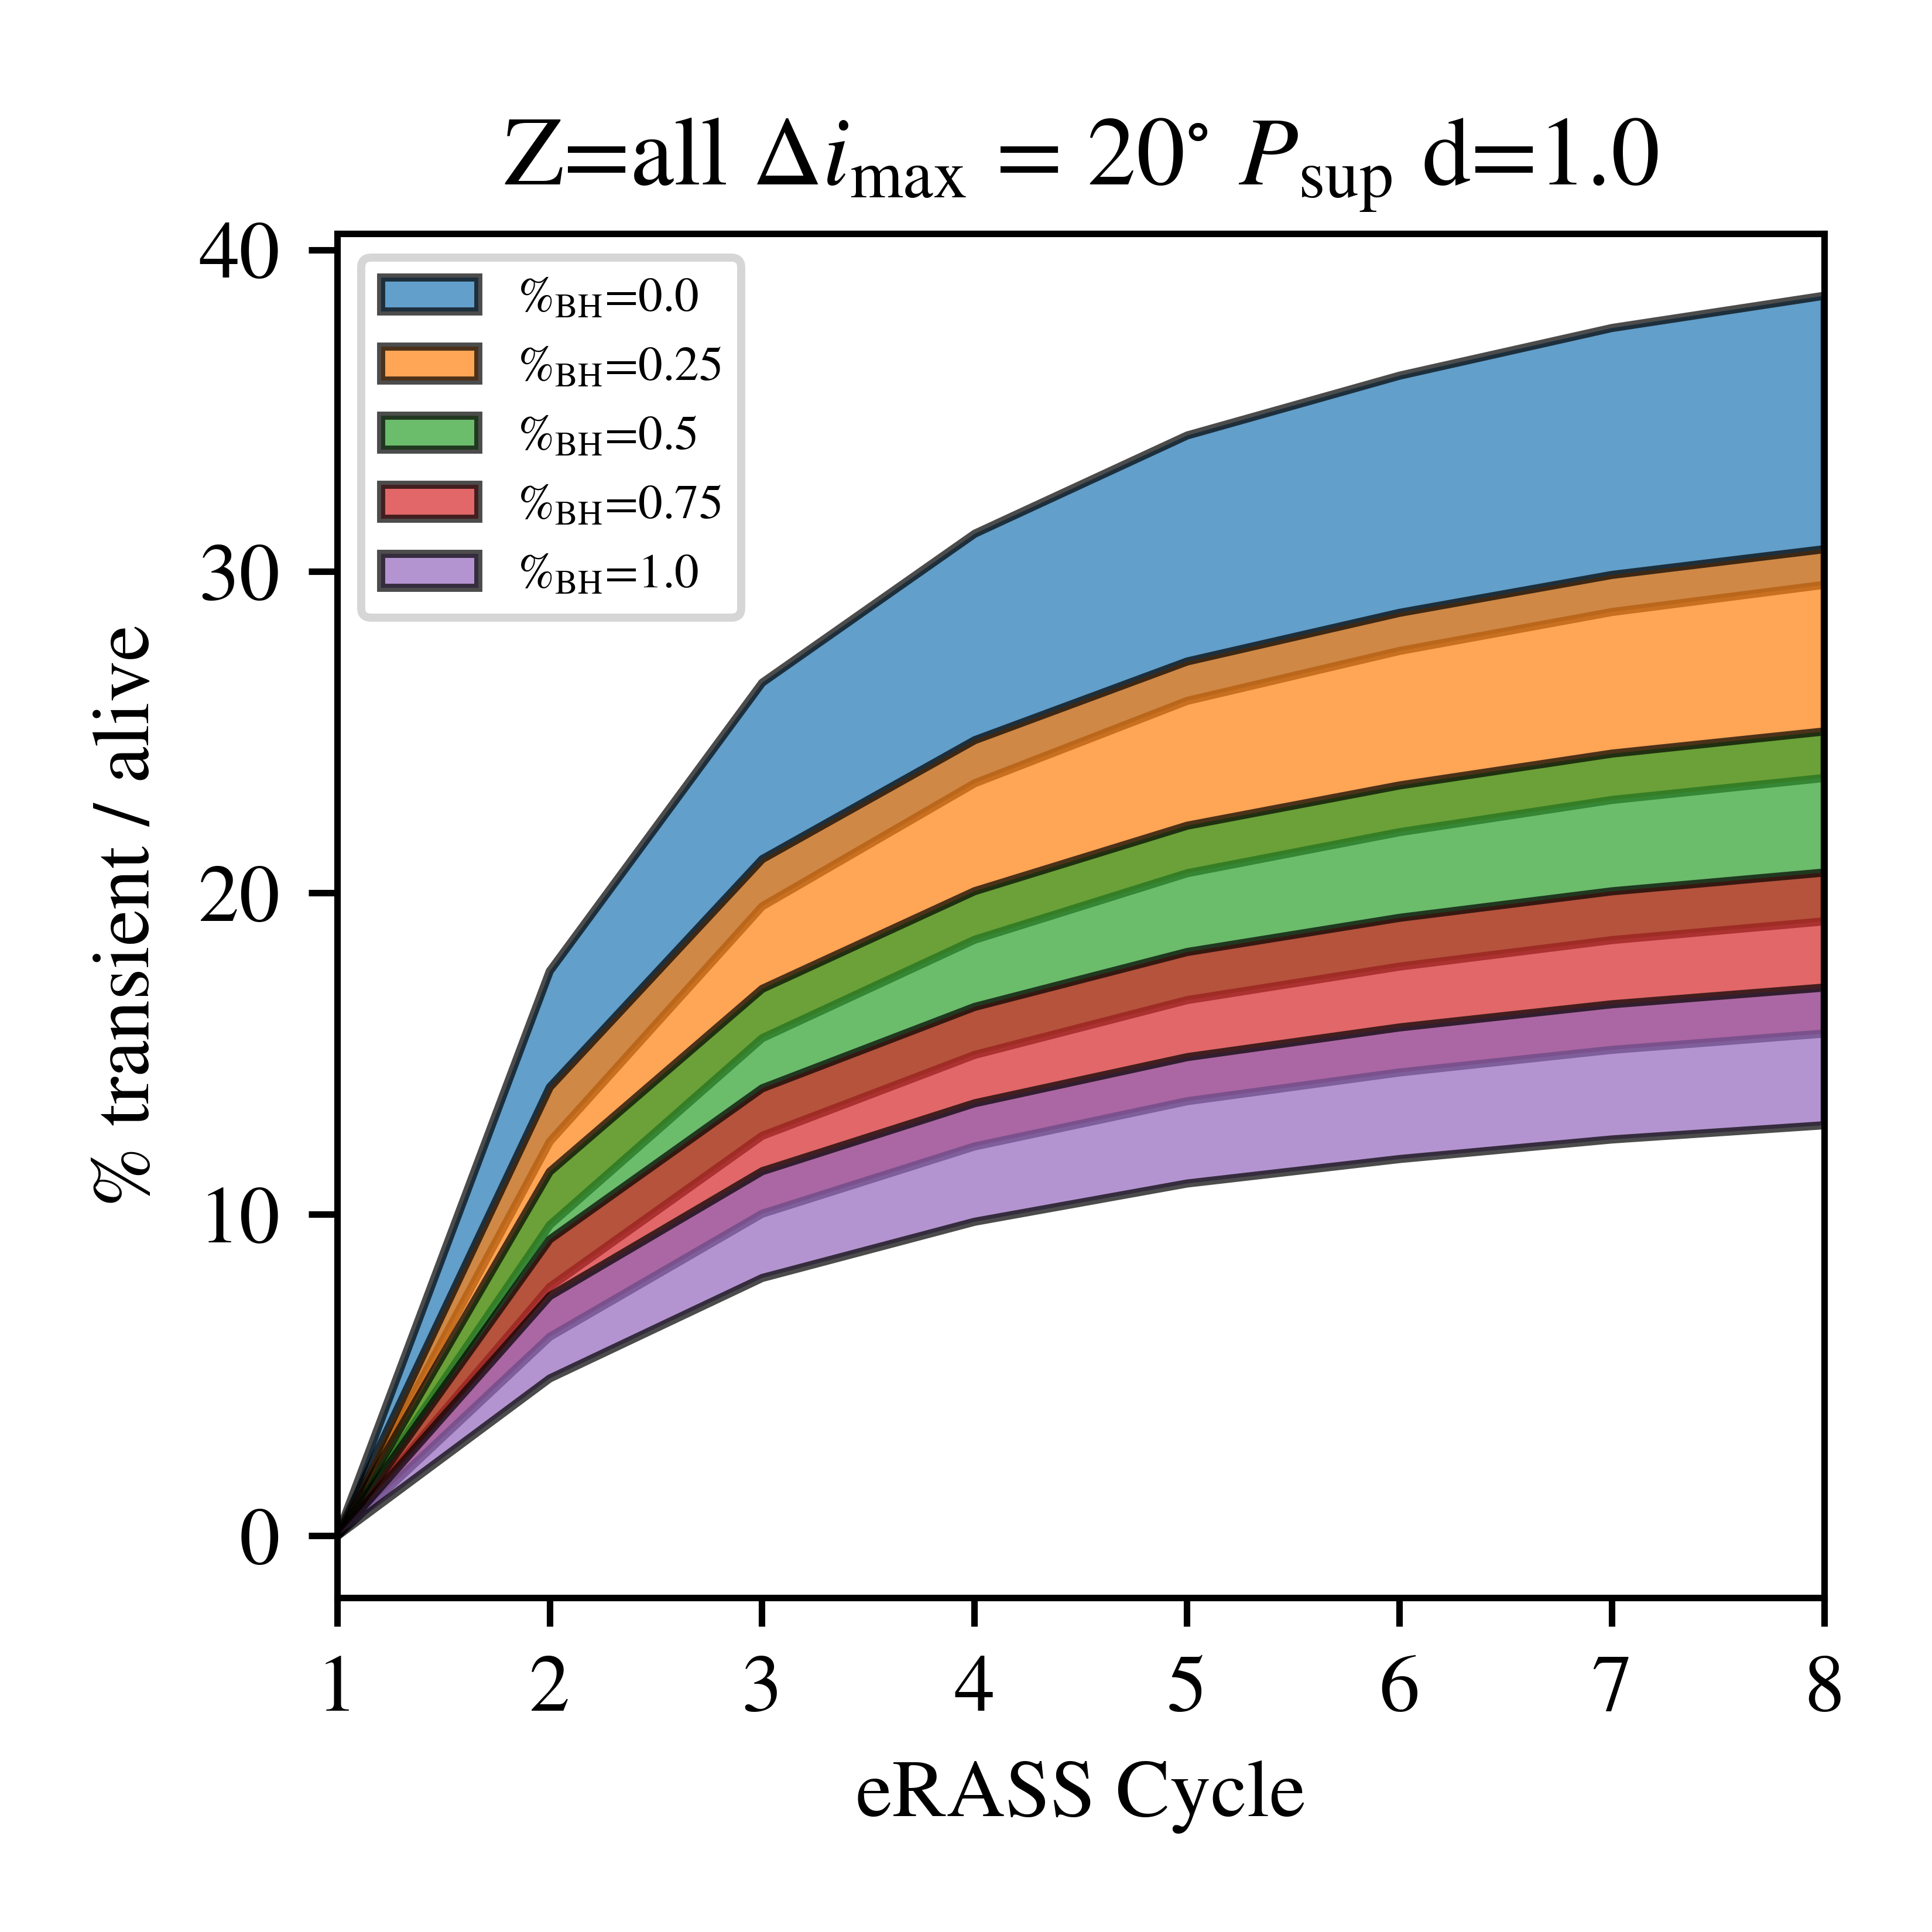 Z=all Δi_max = 20° P_sup d=1.0
40
30
20
10
0
% transient / alive
%_BH=0.0
%_BH=0.25
%_BH=0.5
%_BH=0.75
%_BH=1.0
1 2 3 4 5 6 7 8
eRASS Cycle